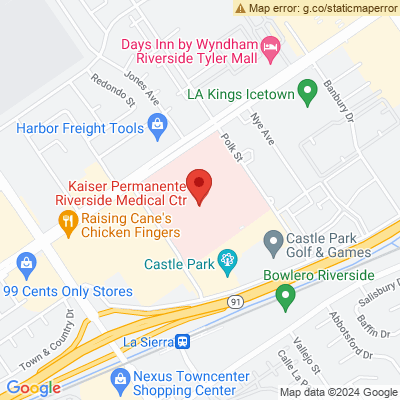 Map error: g.co/staticmaperror
Days Inn by Wyndham
Riverside Tyler Mall
Jones Ave
Redondo St
LA Kings Icetown
Banbury Dr
Nye Ave
Harbor Freight Tools
Polk St
Kaiser Permanente
Riverside Medical Ctr
Raising Cane's
Chicken Fingers
Castle Park
Golf & Games
Castle Park
Bowlero Riverside
99 Cents Only Stores
91
Salisbury D
Baffin Dr
Abbotsford Dr
Town & Country Dr
La Sierra
Vallejo St
Calle La P
Nexus Towncenter
Shopping Center
Google
Map data ©2024 Google